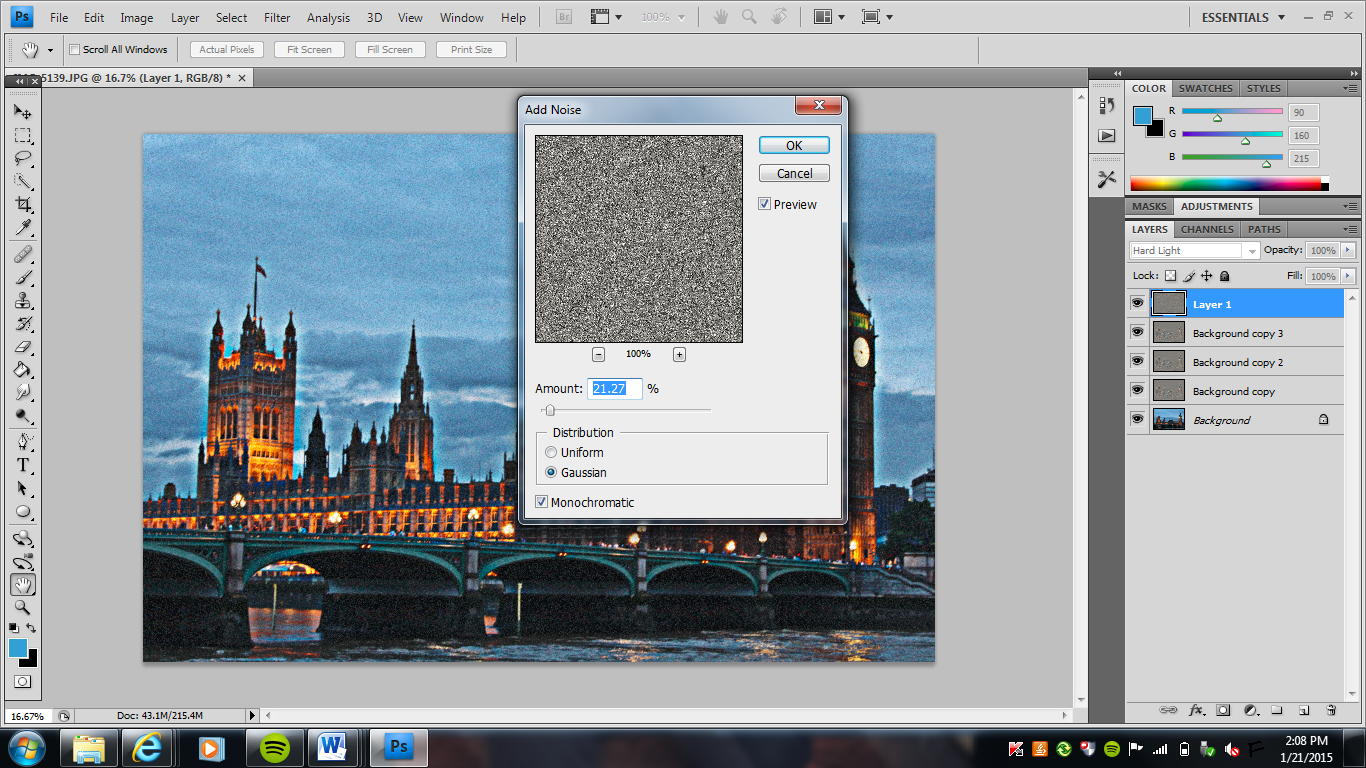 Ps File Edit Image Layer Select Filter Analysis 3D View Window Help Br 100% ESSENTIALS
Scroll All Windows Actual Pixels Fit Screen Fill Screen Print Size
5139.JPG @ 16.7% (Layer 1, RGB/8) *
Add Noise
OK
Cancel
Preview
100%
Amount: 21.27 %
Distribution
Uniform
Gaussian
Monochromatic
COLOR SWATCHES STYLES
R 90
G 160
B 215
MASKS ADJUSTMENTS
LAYERS CHANNELS PATHS
Hard Light Opacity: 100%
Lock: Fill: 100%
Layer 1
Background copy 3
Background copy 2
Background copy
Background
16.67% Doc: 43.1M/215.4M
Ps
2:08 PM
1/21/2015